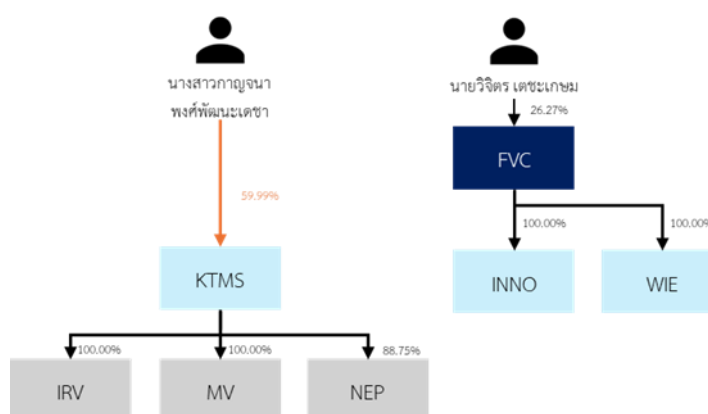 นางสาวกาญจนา
พงศ์พัฒนะเดชา
นายวิจิตร เตชะเกษม
26.27%
FVC
59.99%
100.00%
100.00%
KTMS
INNO
WIE
100.00%
100.00%
88.75%
IRV
MV
NEP